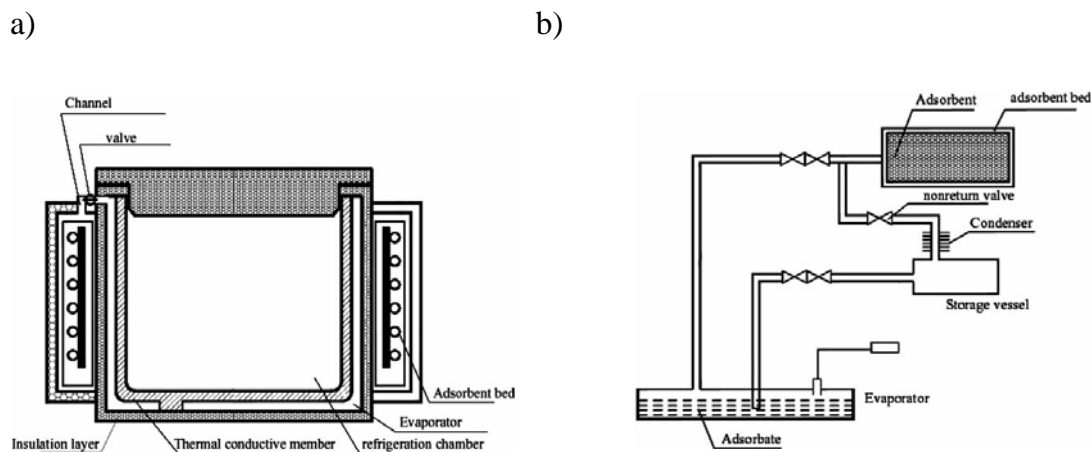 a)
b)
Channel
valve
Adsorbent bed
Evaporator
Insulation layer
Thermal conductive member
refrigeration chamber
Adsorbent
adsorbent bed
nonreturn valve
Condenser
Storage vessel
Evaporator
Adsorbate